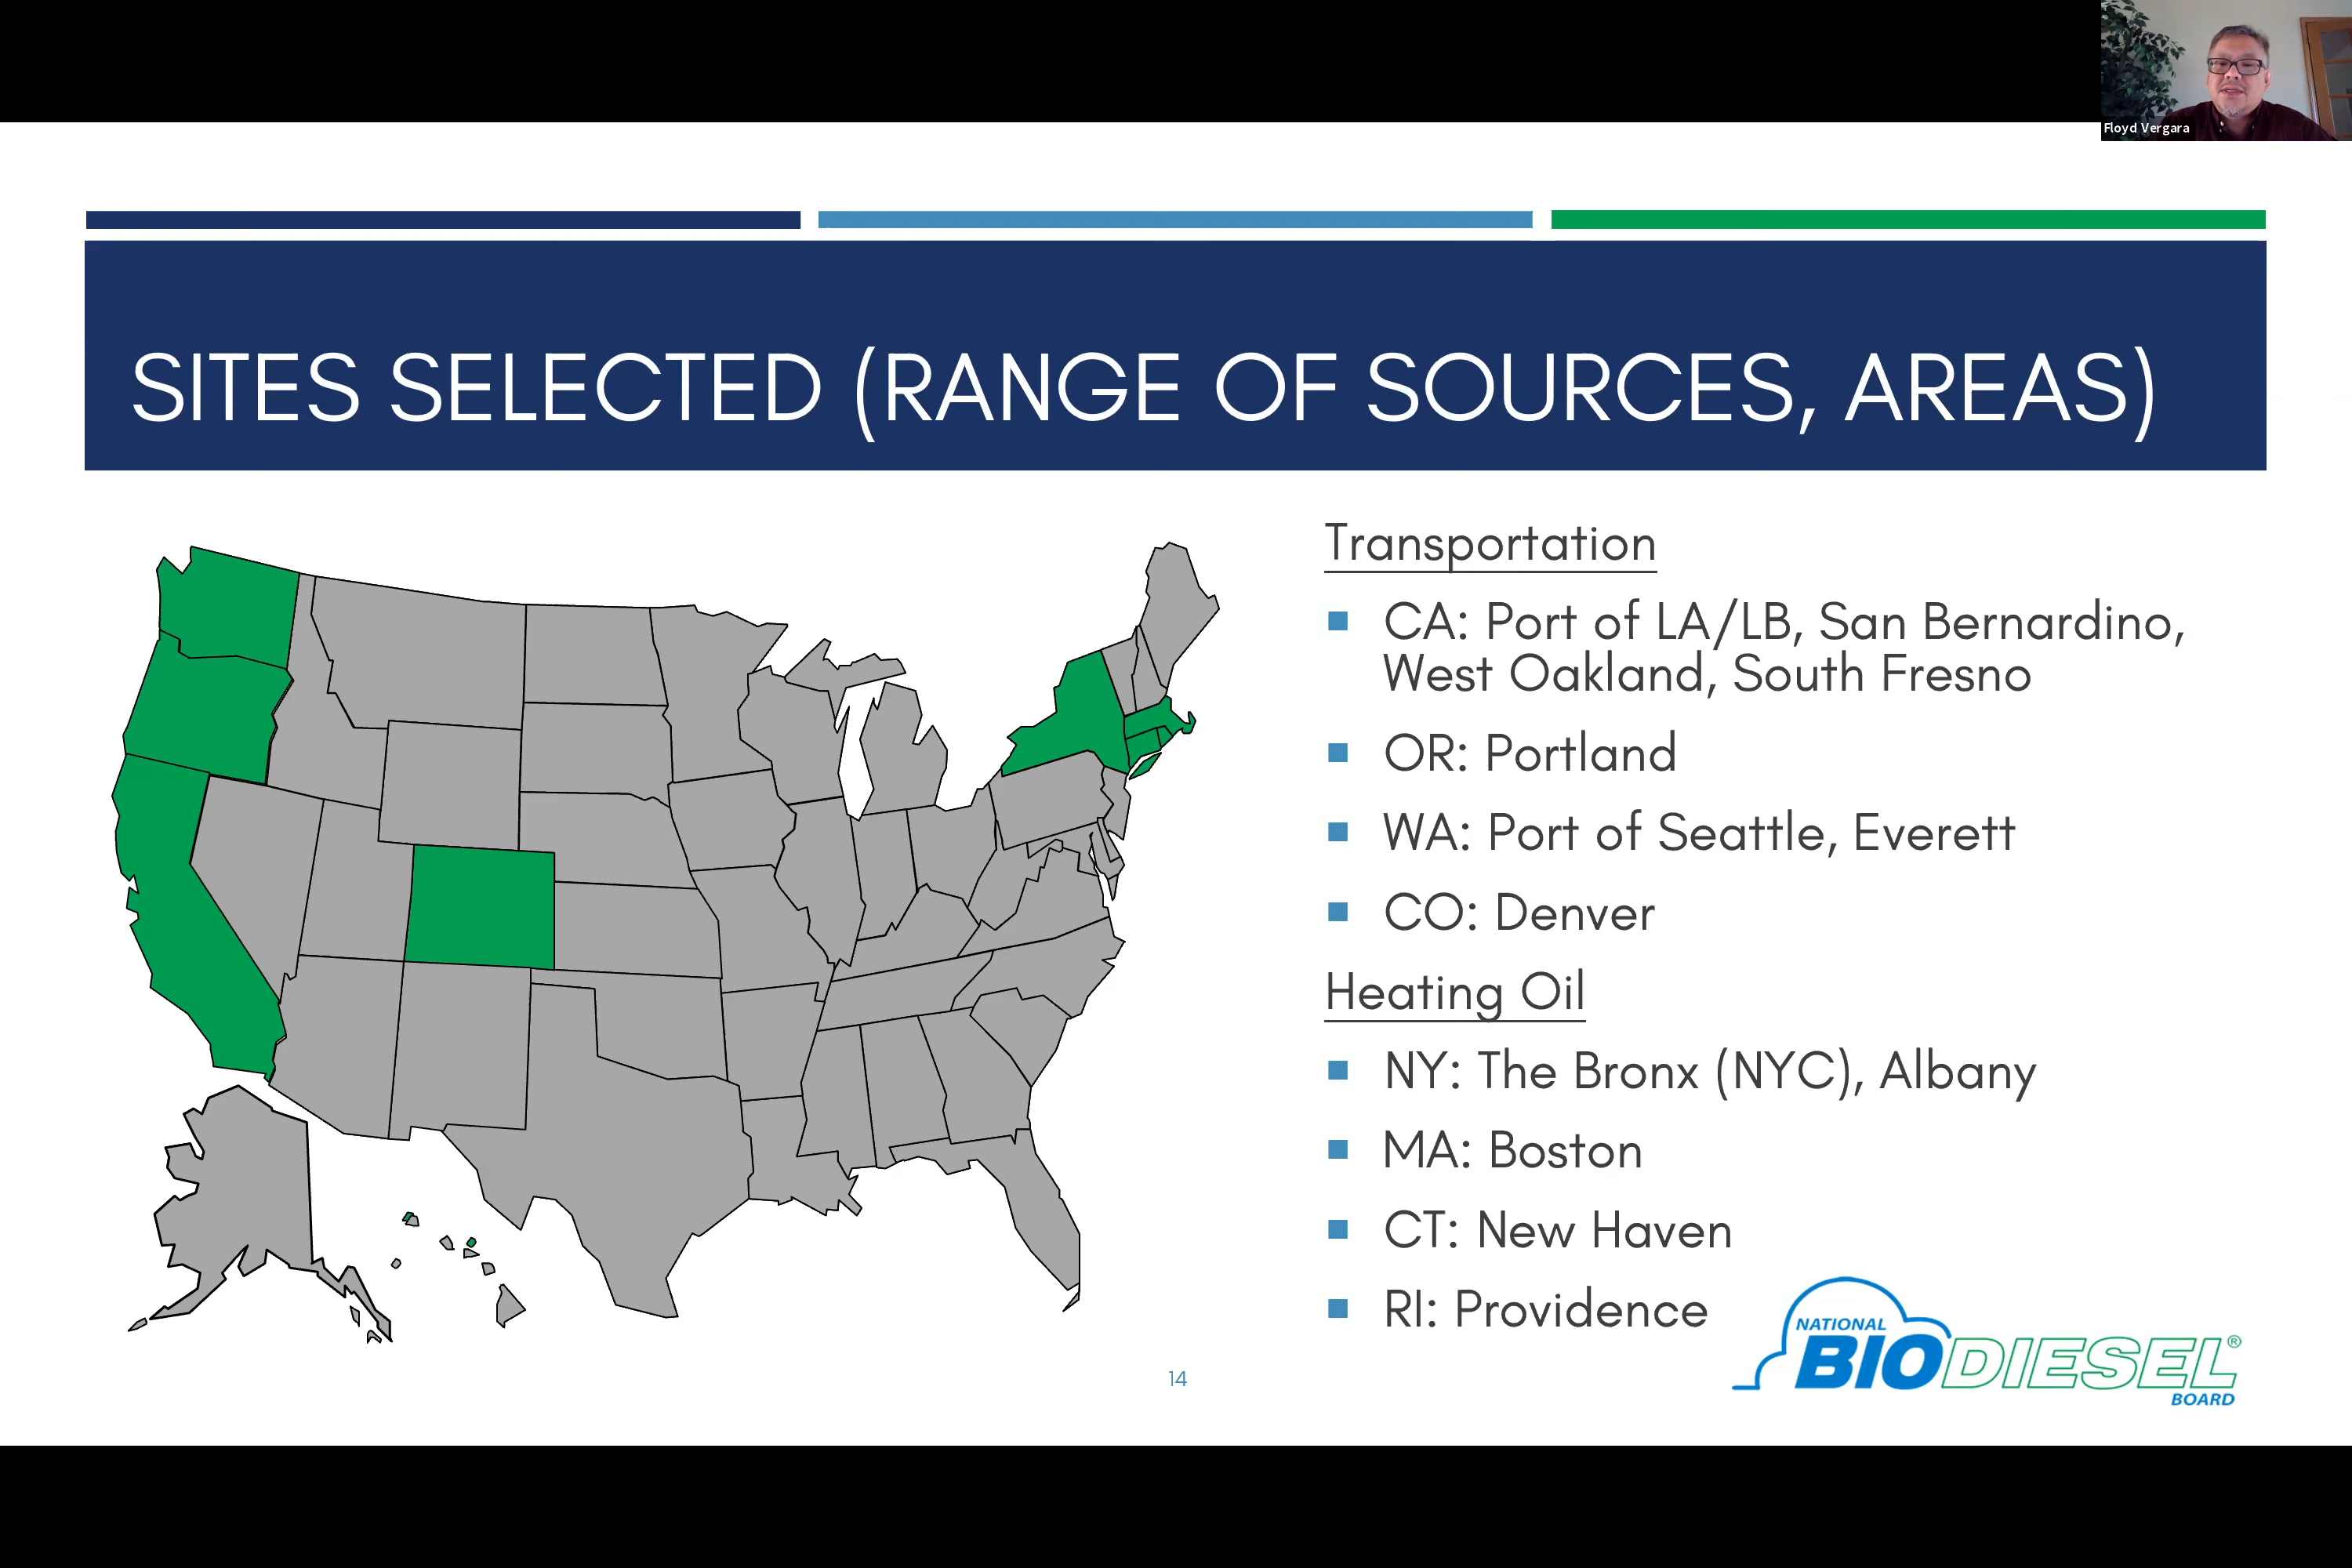 Floyd Vergara
SITES SELECTED (RANGE OF SOURCES, AREAS)
Transportation
CA: Port of LA/LB, San Bernardino,
West Oakland, South Fresno
OR: Portland
WA: Port of Seattle, Everett
CO: Denver
Heating Oil
NY: The Bronx (NYC), Albany
MA: Boston
CT: New Haven
RI: Providence
NATIONAL
BIODIESEL®
BOARD
14